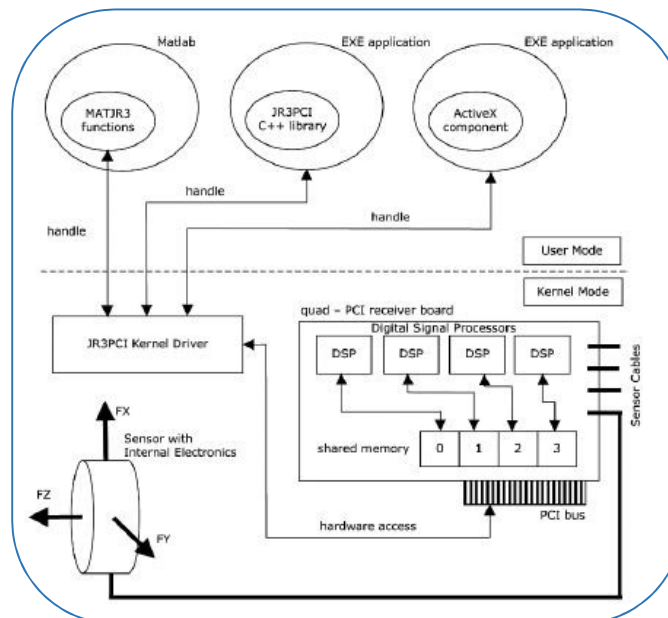 Matlab
EXE application
EXE application
MATJR3
functions
JR3PCI
C++ library
ActiveX
component
handle
handle
handle
User Mode
Kernel Mode
quad – PCI receiver board
Digital Signal Processors
JR3PCI Kernel Driver
DSP
DSP
DSP
DSP
Sensor Cables
FX
Sensor with
Internal Electronics
shared memory
0
1
2
3
FZ
FY
hardware access
PCI bus